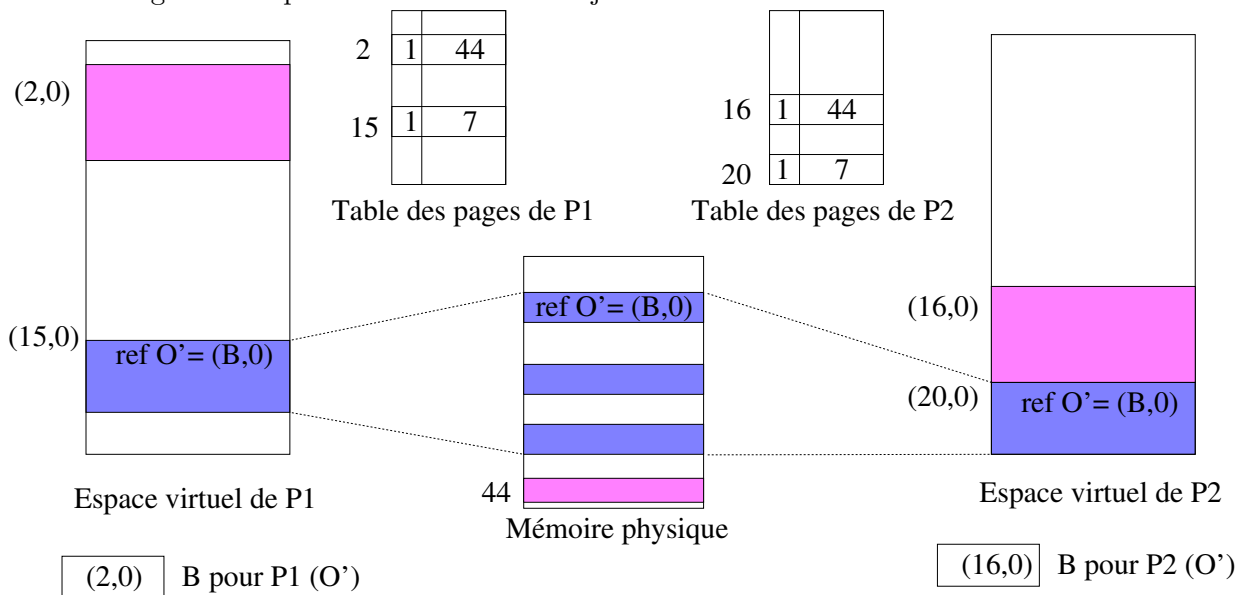 2 1 44
(2,0)
16 1 44
15 1 7
20 1 7
Table des pages de P1
Table des pages de P2
ref O’= (B,0)
(16,0)
(15,0)
ref O’= (B,0)
(20,0)
ref O’= (B,0)
44
Espace virtuel de P1
Espace virtuel de P2
Mémoire physique
(2,0) B pour P1 (O’)
(16,0) B pour P2 (O’)